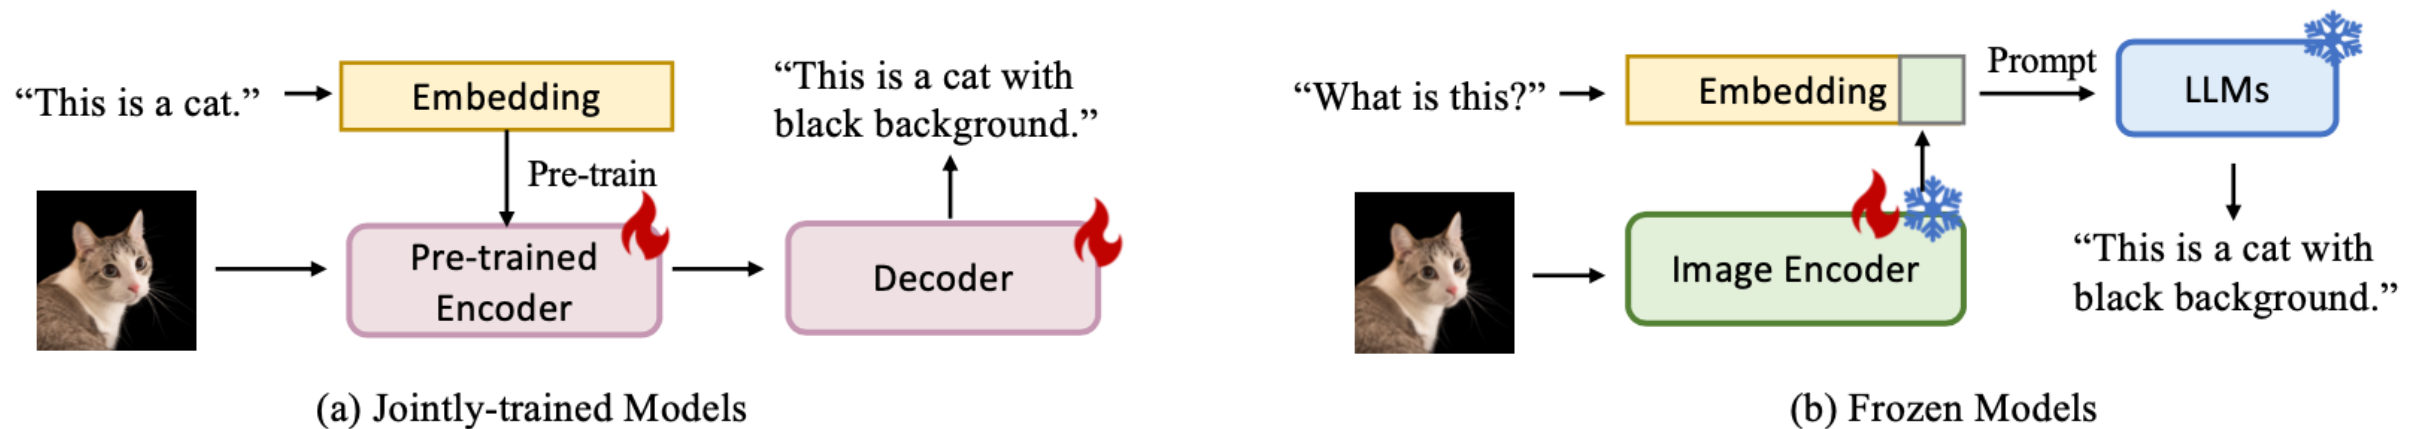 “This is a cat.”
Embedding
Pre-train
Pre-trained
Encoder
Decoder
“This is a cat with
black background.”
(a) Jointly-trained Models
“What is this?”
Embedding
Prompt
LLMs
Image Encoder
“This is a cat with
black background.”
(b) Frozen Models